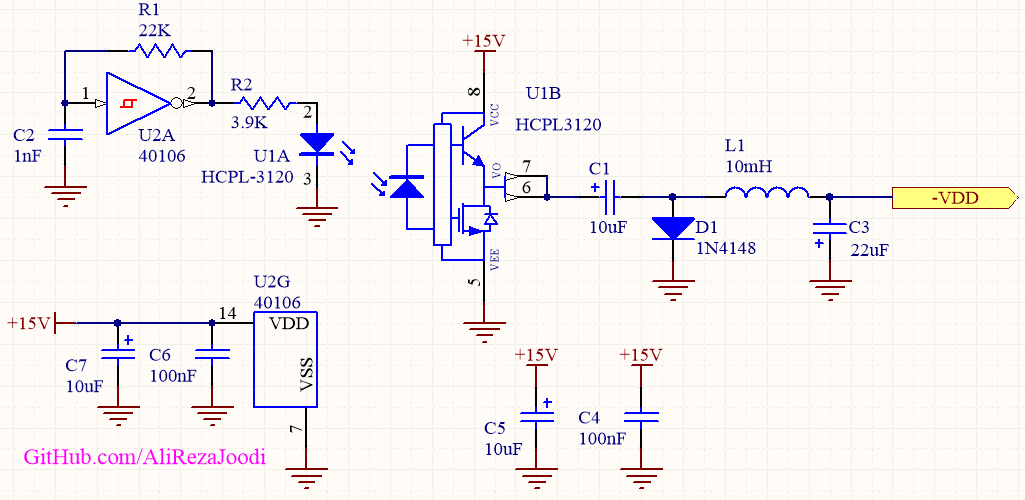 R1
22K
1
2
C2
1nF
U2A
40106
R2
3.9K
2
U1A
HCPL-3120
3
+15V
8
VCC
U1B
HCPL3120
VO
7
6
VEE
5
C1
10uF
L1
10mH
D1
1N4148
C3
22uF
-VDD
U2G
40106
+15V
14
VDD
VSS
7
C7
10uF
C6
100nF
+15V
C5
10uF
+15V
C4
100nF
GitHub.com/AliRezaJoodi